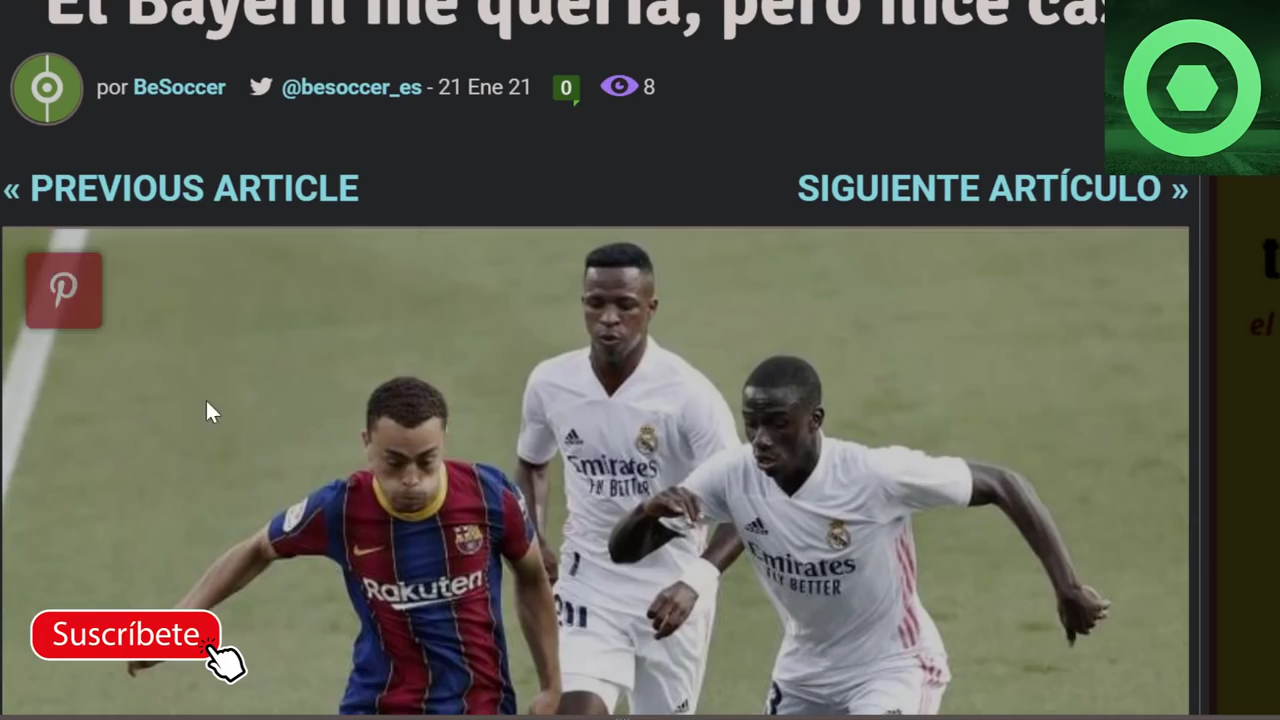 El Bayern me quería, pero hice
por BeSoccer @besoccer_es - 21 Ene 21 0 8
« PREVIOUS ARTICLE
SIGUIENTE ARTÍCULO »
Emirates
FLY BETTER
Emirates
FLY BETTER
Rakuten
Suscríbete